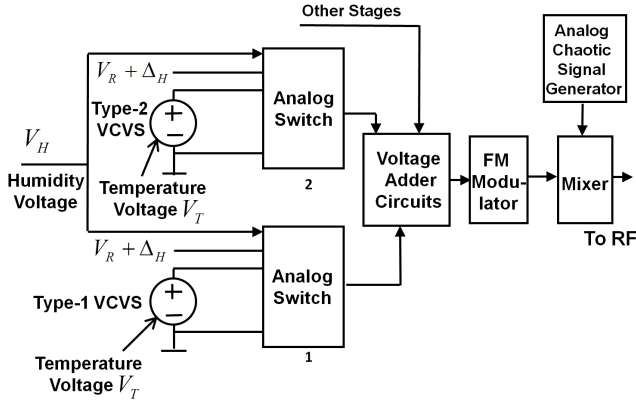 Other Stages
Analog
Chaotic
Signal
Generator
V_R + Δ_H
Type-2
VCVS
+
−
Analog
Switch
2
V_H
Humidity
Voltage
Temperature
Voltage V_T
Voltage
Adder
Circuits
FM
Modu-
lator
Mixer
To RF
V_R + Δ_H
Type-1 VCVS
+
−
Analog
Switch
1
Temperature
Voltage V_T